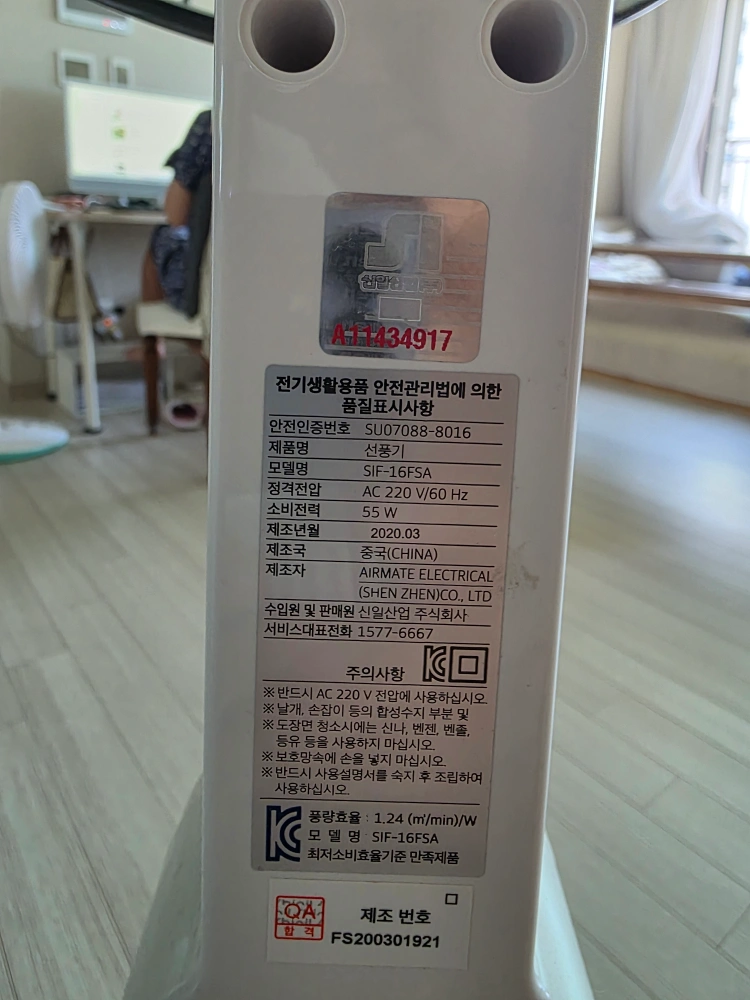 신일산업(주)
A11434917
전기생활용품 안전관리법에 의한
품질표시사항
안전인증번호 SU07088-8016
제품명 선풍기
모델명 SIF-16FSA
정격전압 AC 220 V/60 Hz
소비전력 55 W
제조년월 2020.03
제조국 중국(CHINA)
제조자 AIRMATE ELECTRICAL
(SHEN ZHEN)CO., LTD
수입원 및 판매원 신일산업 주식회사
서비스대표전화 1577-6667
주의사항
※ 반드시 AC 220 V 전압에 사용하십시오.
※ 날개, 손잡이 등의 합성수지 부분 및
※ 도장면 청소시에는 신나, 벤젠, 벤졸,
등유 등을 사용하지 마십시오.
※ 보호망속에 손을 넣지 마십시오.
※ 반드시 사용설명서를 숙지 후 조립하여
사용하십시오.
풍량효율 : 1.24 (㎥/min)/W
모 델 명 : SIF-16FSA
최저소비효율기준 만족제품
QA
합격
제조 번호
FS200301921